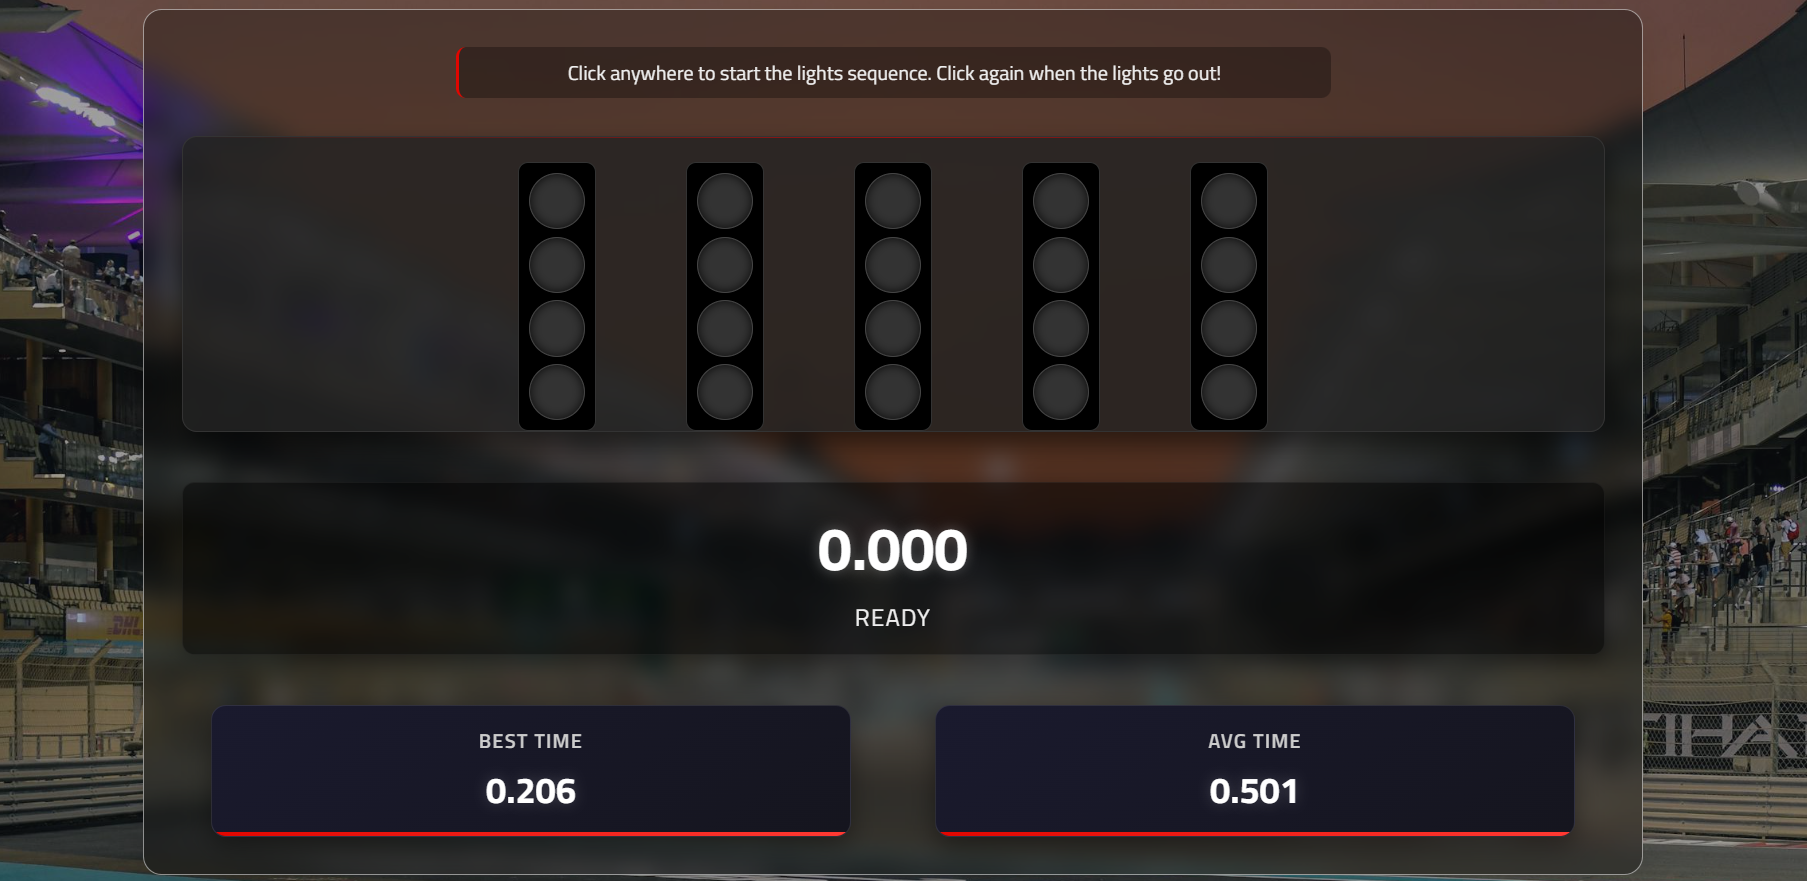 Click anywhere to start the lights sequence. Click again when the lights go out!
0.000
READY
BEST TIME
0.206
AVG TIME
0.501
DHL